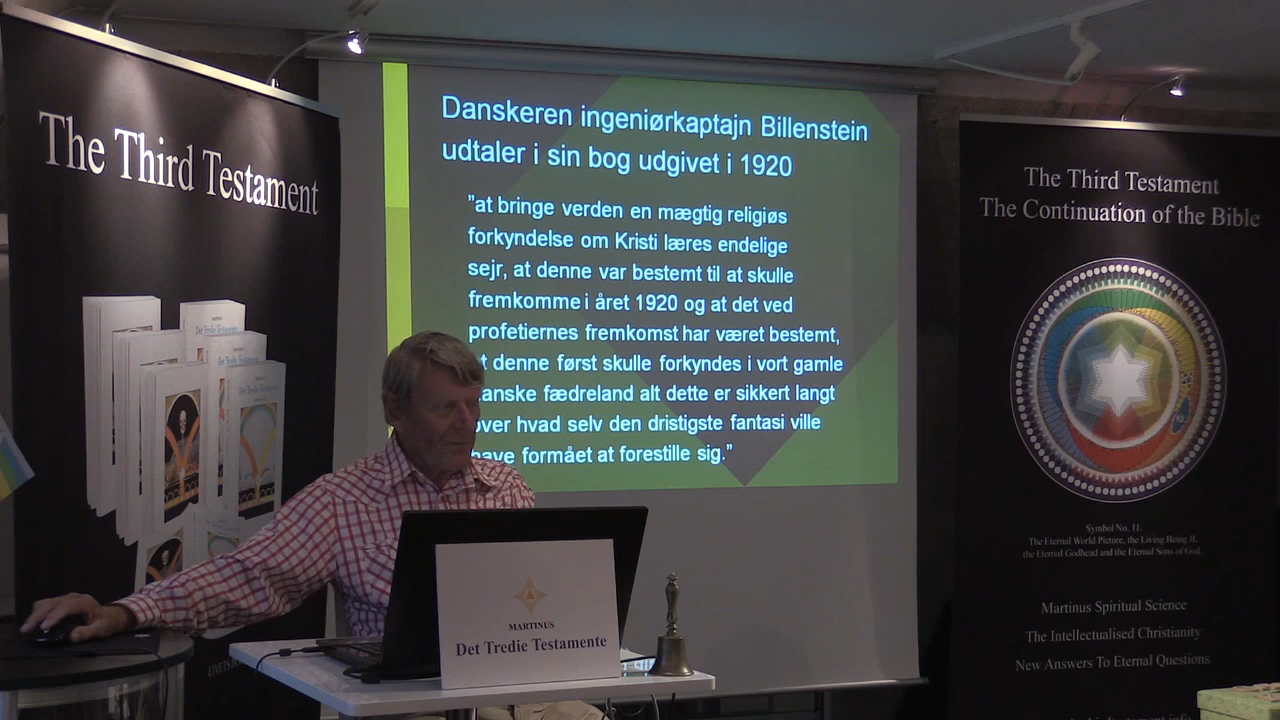 The Third Testament
Danskeren ingeniørkaptajn Billenstein
udtaler i sin bog udgivet i 1920
”at bringe verden en mægtig religiøs
forkyndelse om Kristi læres endelige
sejr, at denne var bestemt til at skulle
fremkomme i året 1920 og at det ved
profetiernes fremkomst har været bestemt,
denne først skulle forkyndes i vort gamle
fædreland alt dette er sikkert langt
hvad selv den dristigste fantasi ville
have formået at forestille sig.”
The Third Testament
The Continuation of the Bible
Symbol No. 11.
The Eternal World Picture, the Living Being II,
the Eternal Godhead and the Eternal Sons of God.
Martinus Spiritual Science
The Intellectualised Christianity
New Answers To Eternal Questions
MARTINUS
Det Tredie Testamente
MARTINUS
Det Tredie Testamente